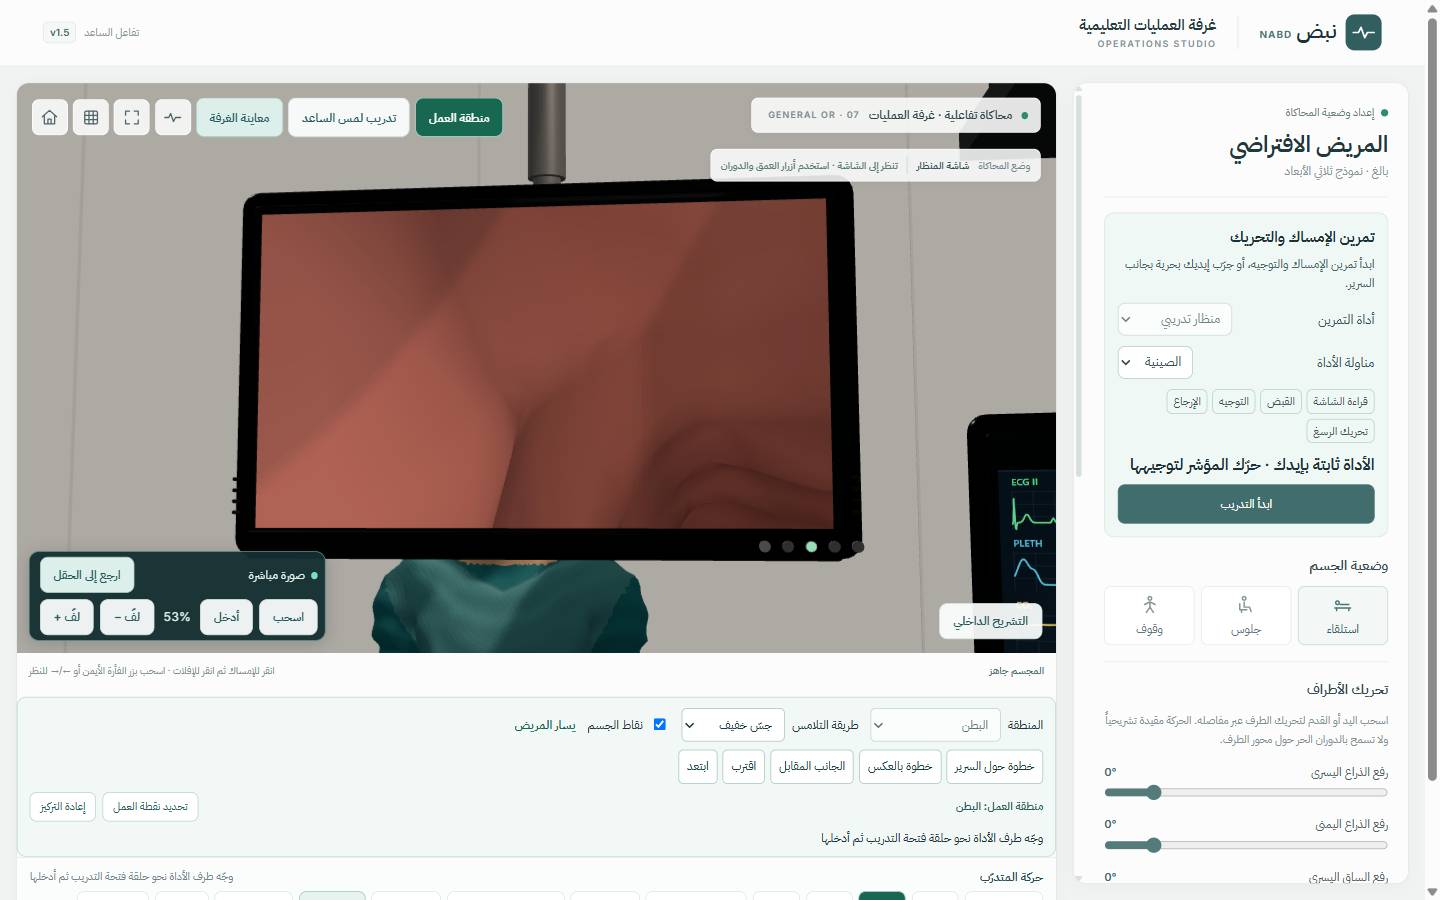 نبض NABD
غرفة العمليات التعليمية
OPERATIONS STUDIO
تفاعل الساعد v1.5
إعداد وضعية المحاكاة
المريض الافتراضي
بالغ · نموذج ثلاثي الأبعاد
تمرين الإمساك والتحريك
ابدأ تمرين الإمساك والتوجيه، أو جرّب إيديك بحرية بجانب
السرير.
أداة التمرين
منظار تدريبي
مناولة الأداة
الصينية
قراءة الشاشة
القبض
التوجيه
الإرجاع
تحريك الرسغ
الأداة ثابتة بإيدك · حرّك المؤشر لتوجيهها
ابدأ التدريب
وضعية الجسم
استلقاء
جلوس
وقوف
تحريك الأطراف
اسحب اليد أو القدم لتحريك الطرف عبر مفاصله. الحركة مقيدة تشريحياً
ولا تسمح بالدوران الحر حول محور الطرف.
رفع الذراع اليسرى 0°
رفع الذراع اليمنى 0°
رفع الساق اليسرى 0°
محاكاة تفاعلية · غرفة العمليات GENERAL OR · 07
منطقة العمل
تدريب لمس الساعد
معاينة الغرفة
وضع المحاكاة شاشة المنظار تنظر إلى الشاشة · استخدم أزرار العمق والدوران
ECG II
PLETH
صورة مباشرة
ارجع إلى الحقل
اسحب
أدخل
53%
لفّ −
لفّ +
التشريح الداخلي
المجسم جاهز
انقر للإمساك ثم انقر للإفلات · اسحب بزر الفأرة الأيمن أو ←/→ للنظر
المنطقة
البطن
طريقة التلامس
جسّ خفيف
نقاط الجسم
يسار المريض
خطوة حول السرير
خطوة بالعكس
الجانب المقابل
اقترب
ابتعد
منطقة العمل: البطن
تحديد نقطة العمل
إعادة التركيز
وجّه طرف الأداة نحو حلقة فتحة التدريب ثم أدخلها
حركة المتدرّب
وجّه طرف الأداة نحو حلقة فتحة التدريب ثم أدخلها